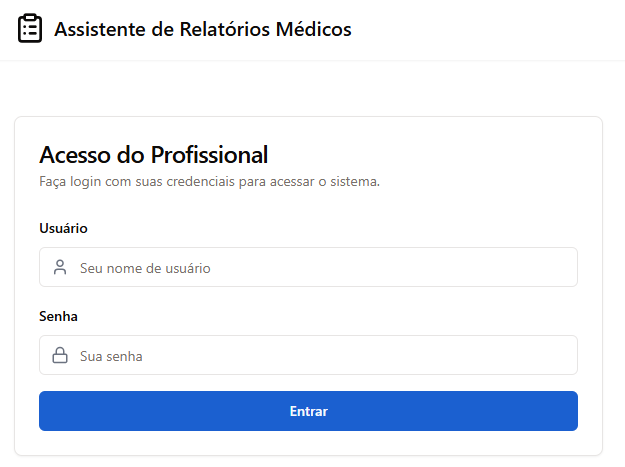 Assistente de Relatórios Médicos
Acesso do Profissional
Faça login com suas credenciais para acessar o sistema.
Usuário
Seu nome de usuário
Senha
Sua senha
Entrar